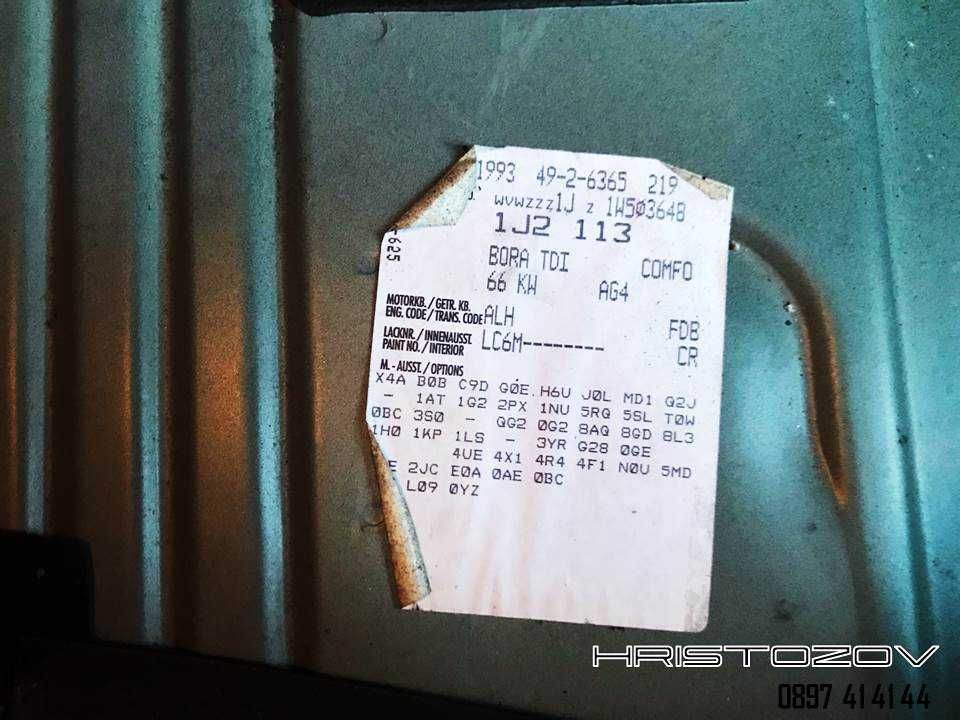 1993 49-2-6365 219
WVWZZZ1J Z 1W503648
1J2 113
-625
BORA TDI COMFO
66 KW AG4
MOTORKB. / GETR. KB.
ENG. CODE / TRANS. CODE ALH FDB
LACKNR. / INNENAUSST.
PAINT NO. / INTERIOR LC6M-------- CR
M. - AUSST. / OPTIONS
X4A B0B C9D G0E H6U J0L MD1 Q2J
- 1AT 1G2 2PX 1NU 5RQ 5SL T0W
0BC 3S0 - QG2 0G2 8AQ 8GD 8L3
1H0 1KP 1LS - 3YR G28 0GE
4UE 4X1 4R4 4F1 N0U 5MD
E 2JC E0A 0AE 0BC
L09 0YZ
HRISTOZOV
0897 414144